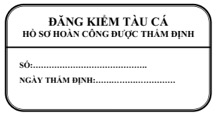 ĐĂNG KIỂM TÀU CÁ
HỒ SƠ HOÀN CÔNG ĐƯỢC THẨM ĐỊNH
SỐ:..........................................
NGÀY THẨM ĐỊNH:..............................